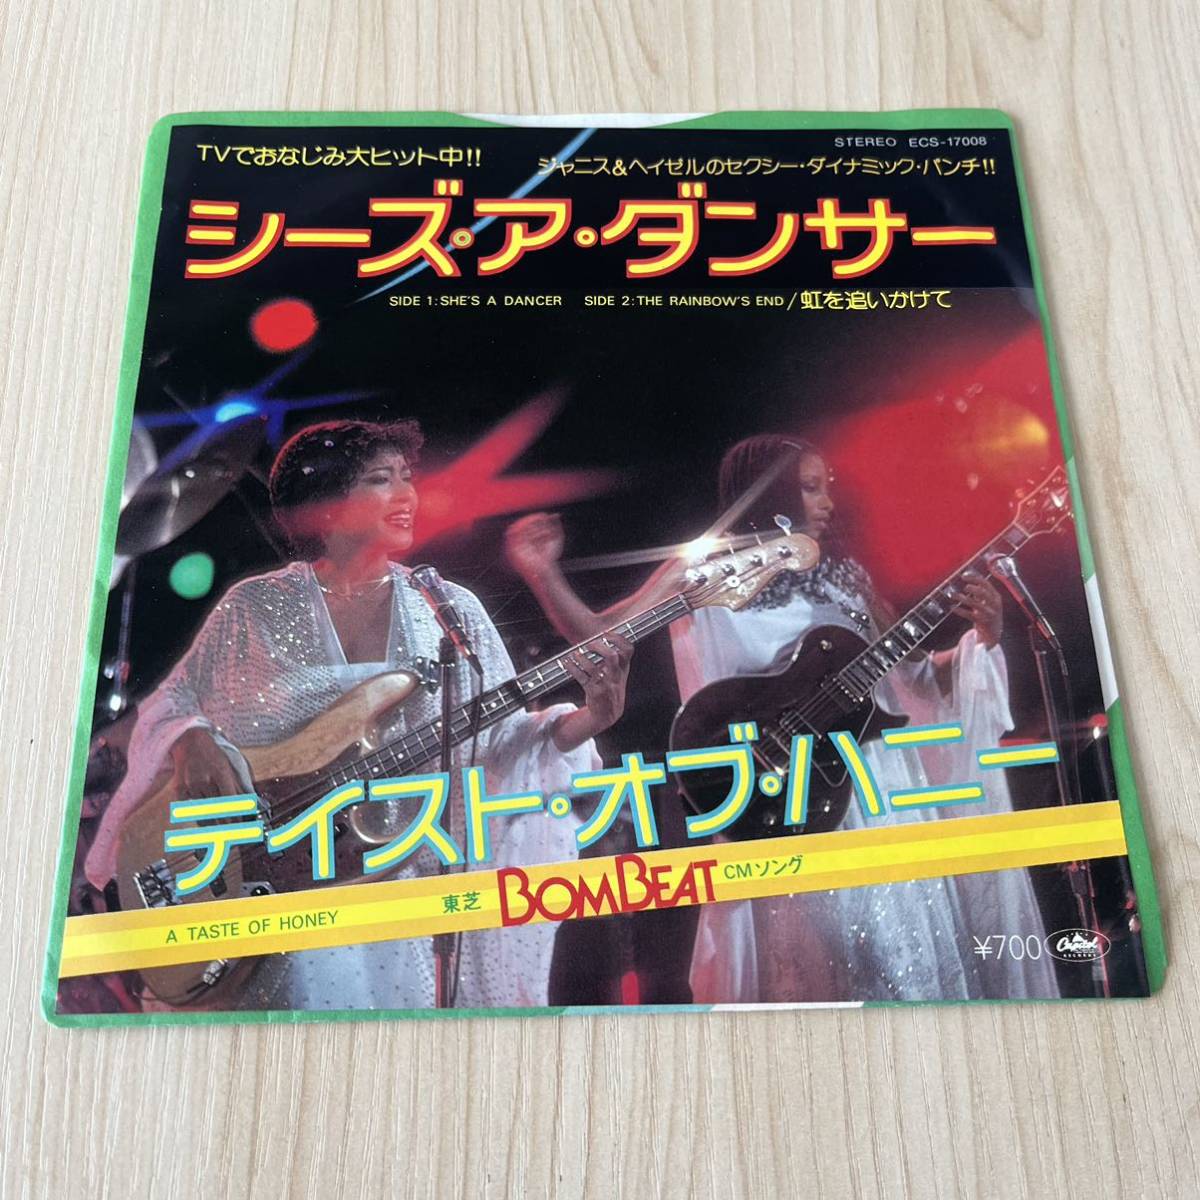 STEREO ECS-17008
TVでおなじみ大ヒット中!!
ジャニス&ヘイゼルのセクシー・ダイナミック・パンチ!!
シーズ・ア・ダンサー
SIDE 1: SHE'S A DANCER SIDE 2: THE RAINBOW'S END / 虹を追いかけて
テイスト・オブ・ハニー
A TASTE OF HONEY
東芝 BOMBEAT CMソング
¥700 Capitol
RECORDS